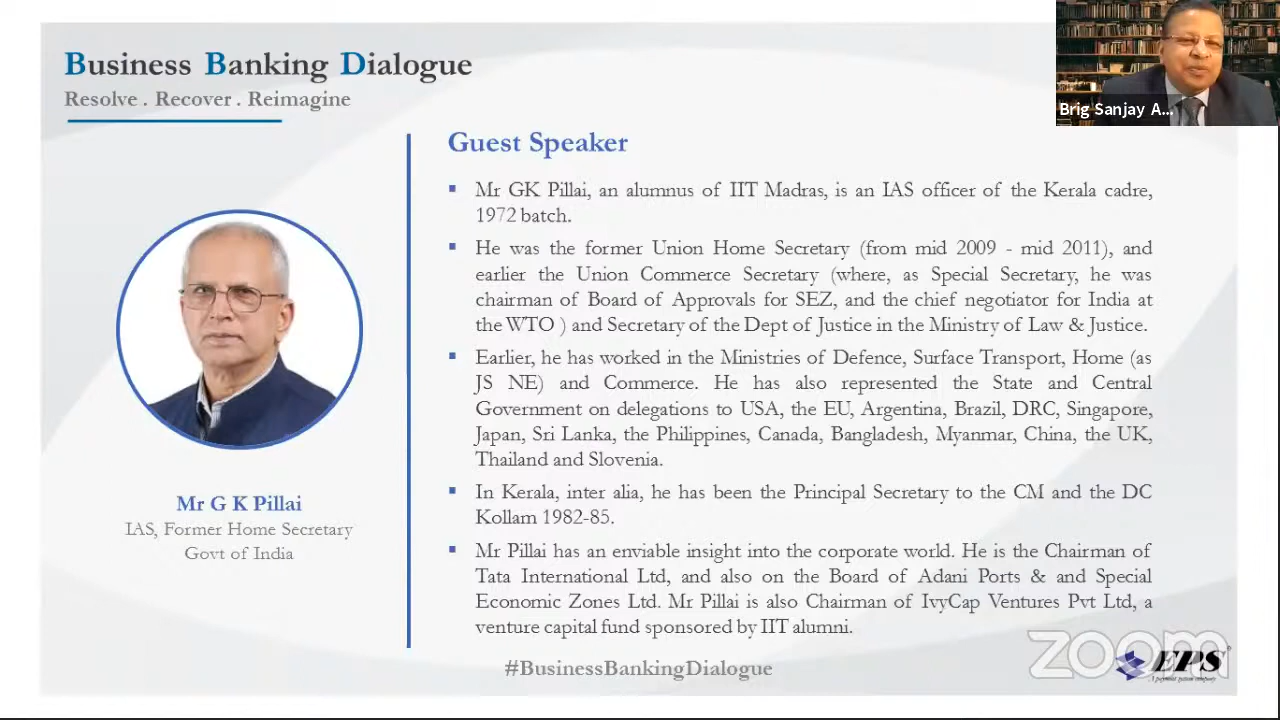 Business Banking Dialogue
Resolve . Recover . Reimagine
Brig Sanjay A...
Guest Speaker
Mr GK Pillai, an alumnus of IIT Madras, is an IAS officer of the Kerala cadre,
1972 batch.
He was the former Union Home Secretary (from mid 2009 - mid 2011), and
earlier the Union Commerce Secretary (where, as Special Secretary, he was
chairman of Board of Approvals for SEZ, and the chief negotiator for India at
the WTO ) and Secretary of the Dept of Justice in the Ministry of Law & Justice.
Earlier, he has worked in the Ministries of Defence, Surface Transport, Home (as
JS NE) and Commerce. He has also represented the State and Central
Government on delegations to USA, the EU, Argentina, Brazil, DRC, Singapore,
Japan, Sri Lanka, the Philippines, Canada, Bangladesh, Myanmar, China, the UK,
Thailand and Slovenia.
In Kerala, inter alia, he has been the Principal Secretary to the CM and the DC
Kollam 1982-85.
Mr Pillai has an enviable insight into the corporate world. He is the Chairman of
Tata International Ltd, and also on the Board of Adani Ports & and Special
Economic Zones Ltd. Mr Pillai is also Chairman of IvyCap Ventures Pvt Ltd, a
venture capital fund sponsored by IIT alumni.
Mr G K Pillai
IAS, Former Home Secretary
Govt of India
#BusinessBankingDialogue
zoom
EPS
A payment system company